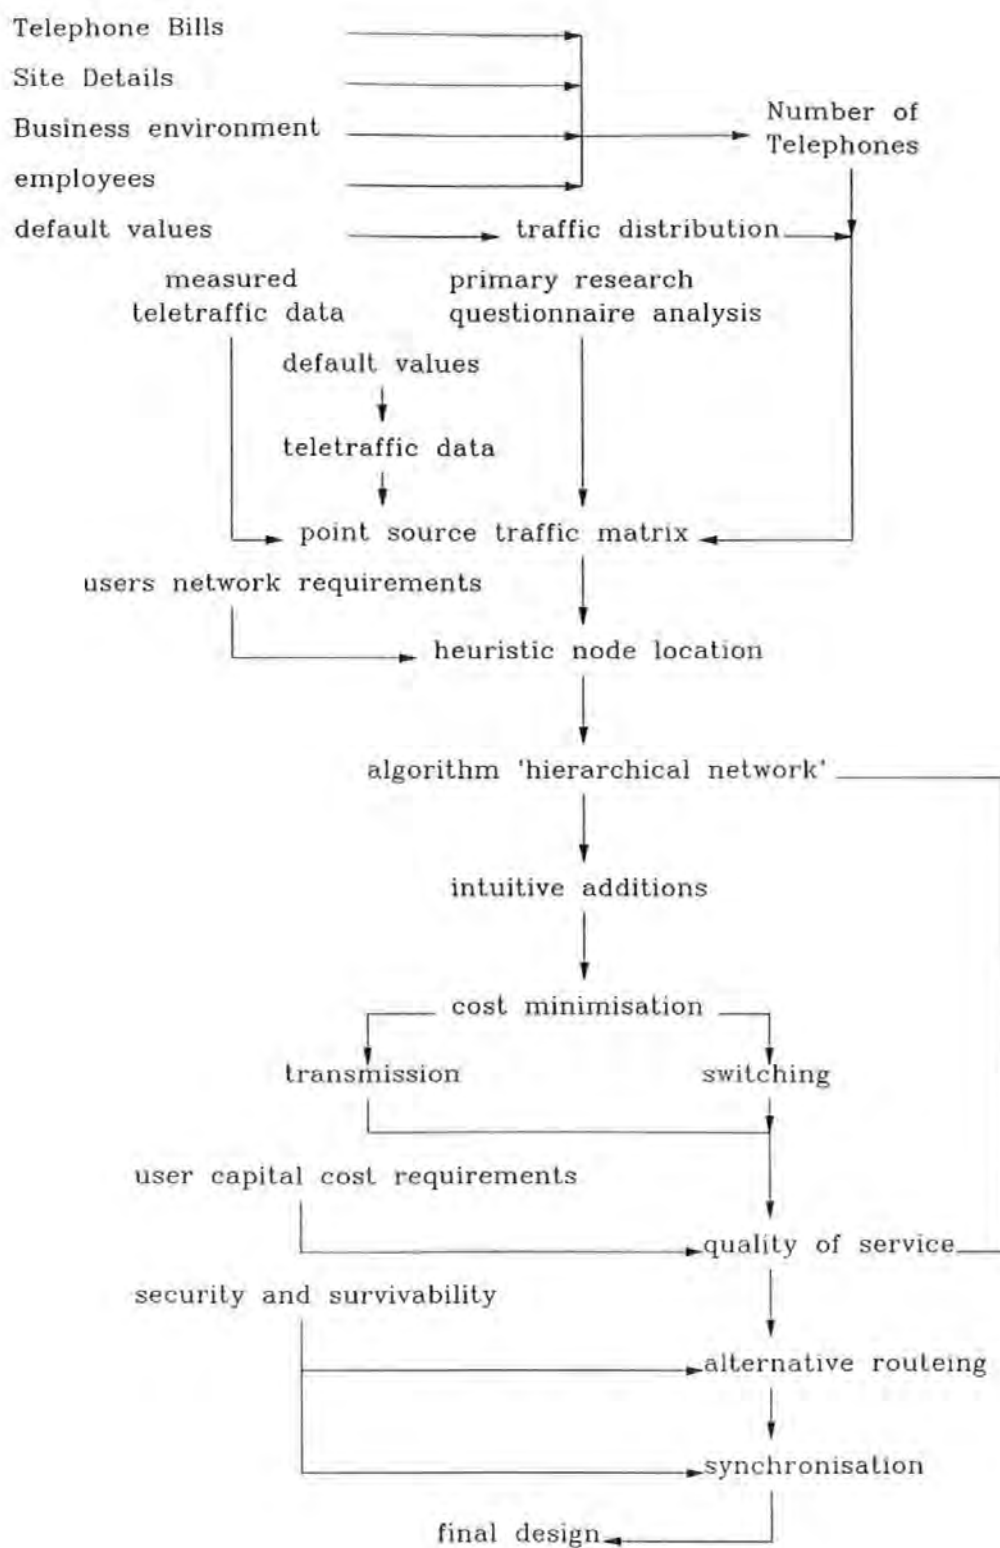 Telephone Bills
Site Details
Business environment
Number of
Telephones
employees
default values
traffic distribution
measured
teletraffic data
primary research
questionnaire analysis
default values
teletraffic data
point source traffic matrix
users network requirements
heuristic node location
algorithm 'hierarchical network'
intuitive additions
cost minimisation
transmission
switching
user capital cost requirements
quality of service
security and survivability
alternative routeing
synchronisation
final design